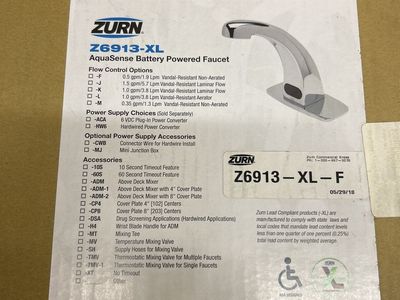 ZURN
Z6913-XL
AquaSense Battery Powered Faucet
Flow Control Options
-F 0.5 gpm/1.9 Lpm Vandal-Resistant Non-Aerated
-J 1.5 gpm/5.7 Lpm Vandal-Resistant Laminar Flow
-K 1.0 gpm/3.8 Lpm Vandal-Resistant Laminar Flow
-L 1.0 gpm/3.8 Lpm Vandal-Resistant Aerator
-M 0.35 gpm/1.3 Lpm Vandal-Resistant Non-Aerated
Power Supply Choices (Sold Separately)
-ACA 6 VDC Plug-In Power Converter
-HW6 Hardwired Power Converter
Optional Power Supply Accessories
-CWB Connector Wire for Hardware Install
-MJ Mini Junction Box
Accessories
-10S 10 Second Timeout Feature
-60S 60 Second Timeout Feature
-ADM Above Deck Mixer
-ADM-1 Above Deck Mixer with 4" Cover Plate
-ADM-2 Above Deck Mixer with 8" Cover Plate
-CP4 Cover Plate 4" [102] Centers
-CP8 Cover Plate 8" [203] Centers
-DSA Drug Screening Applications (Hardwired Applications)
-H4 Wrist Blade Handle for ADM
-MT Mixing Tee
-MV Temperature Mixing Valve
-SH Supply Hoses for Mixing Valve
-TMV Thermostatic Mixing Valve for Multiple Faucets
-TMV-1 Thermostatic Mixing Valve for Single Faucets
-XT No Timeout
Other
ZURN
Zurn Commercial Brass
Z6913-XL-F
05/29/18
Zurn Lead Compliant products (-XL) are
manufactured to comply with state laws and
local codes that mandate lead content levels
less than one quarter of one percent (0.25%)
total lead content by weighted average.